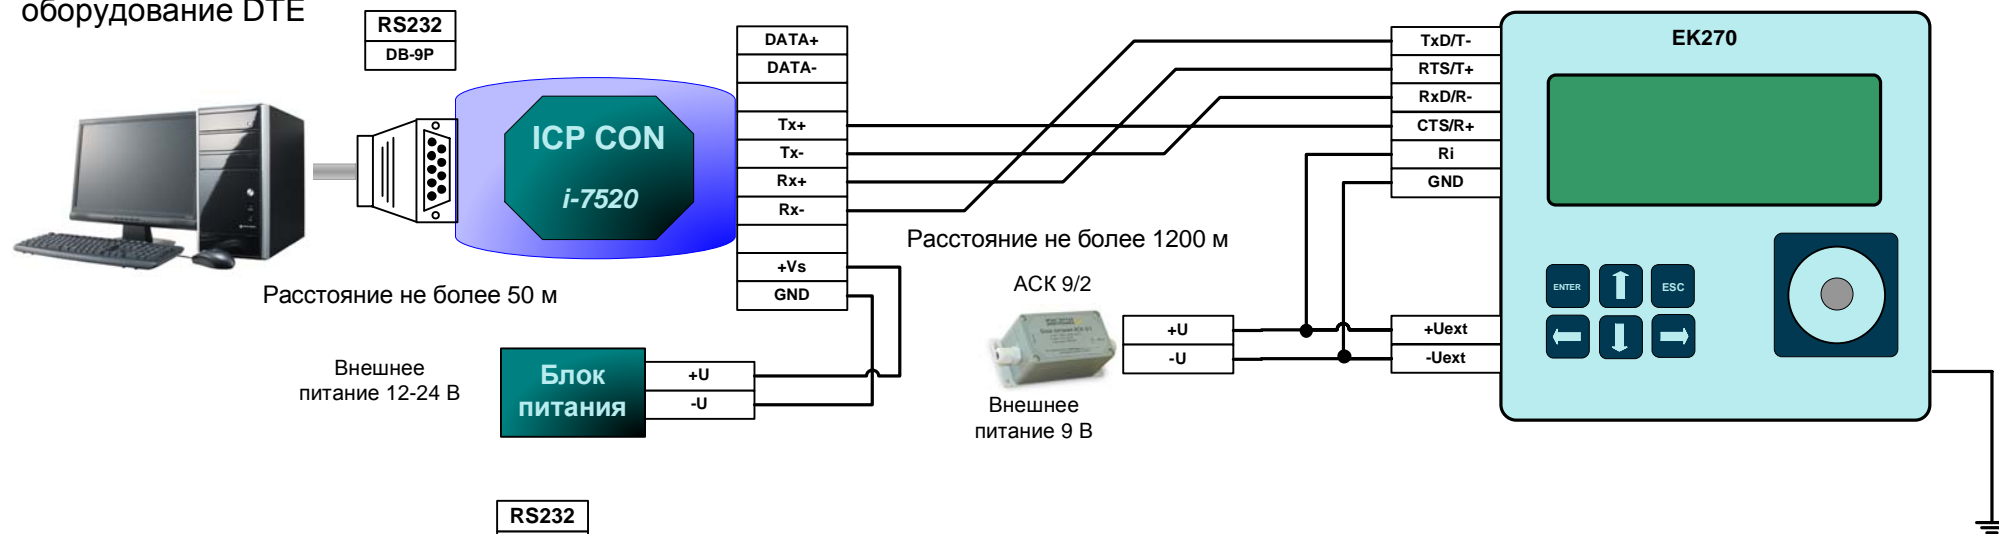 оборудование DTE
RS232
DB-9P
ICP CON
i-7520
DATA+
DATA-
Tx+
Tx-
Rx+
Rx-
+Vs
GND
Расстояние не более 50 м
Внешнее
питание 12-24 В
Блок
питания
+U
-U
Расстояние не более 1200 м
АСК 9/2
+U
-U
Внешнее
питание 9 В
TxD/T-
RTS/T+
RxD/R-
CTS/R+
Ri
GND
+Uext
-Uext
EK270
ENTER
ESC
RS232